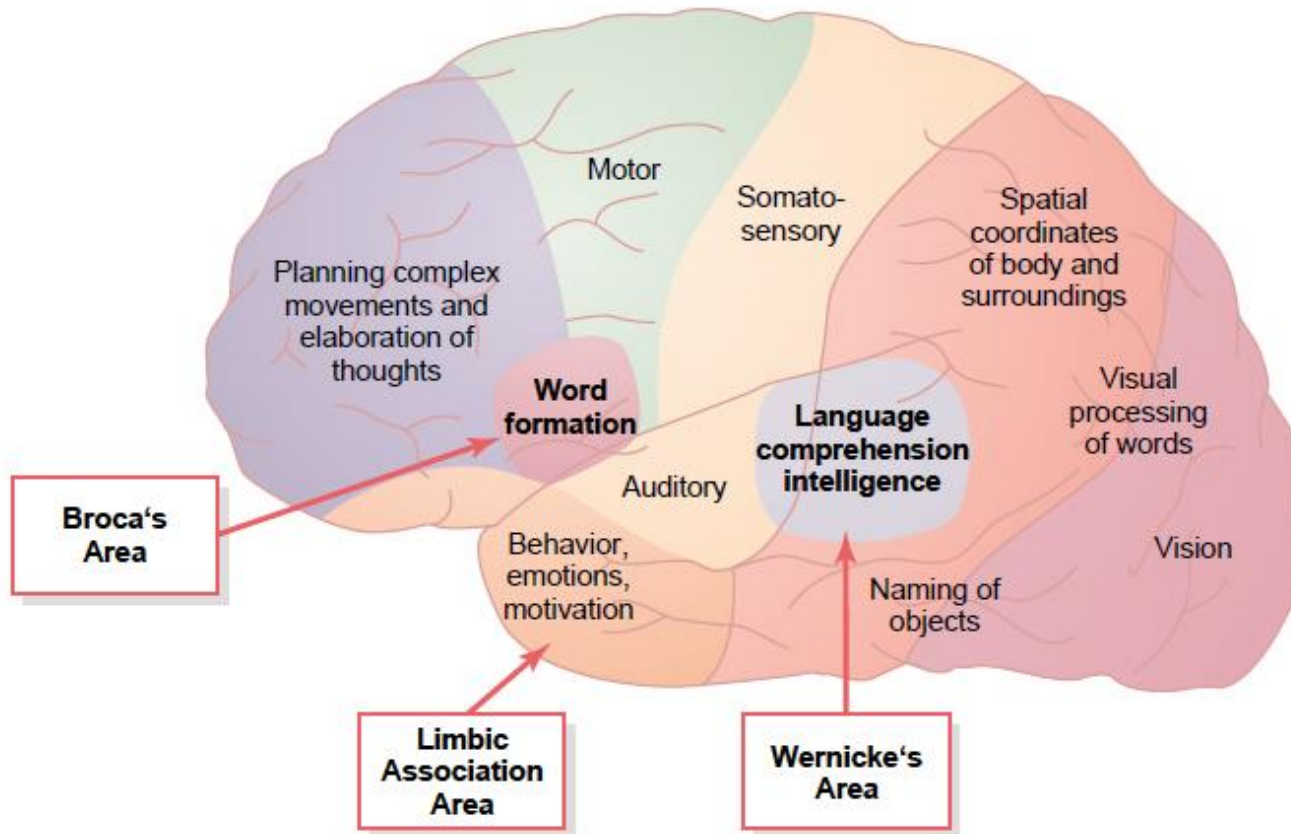 Motor
Somato-
sensory
Spatial
coordinates
of body and
surroundings
Planning complex
movements and
elaboration of
thoughts
Word
formation
Language
comprehension
intelligence
Visual
processing
of words
Auditory
Broca‘s
Area
Behavior,
emotions,
motivation
Vision
Naming of
objects
Limbic
Association
Area
Wernicke‘s
Area